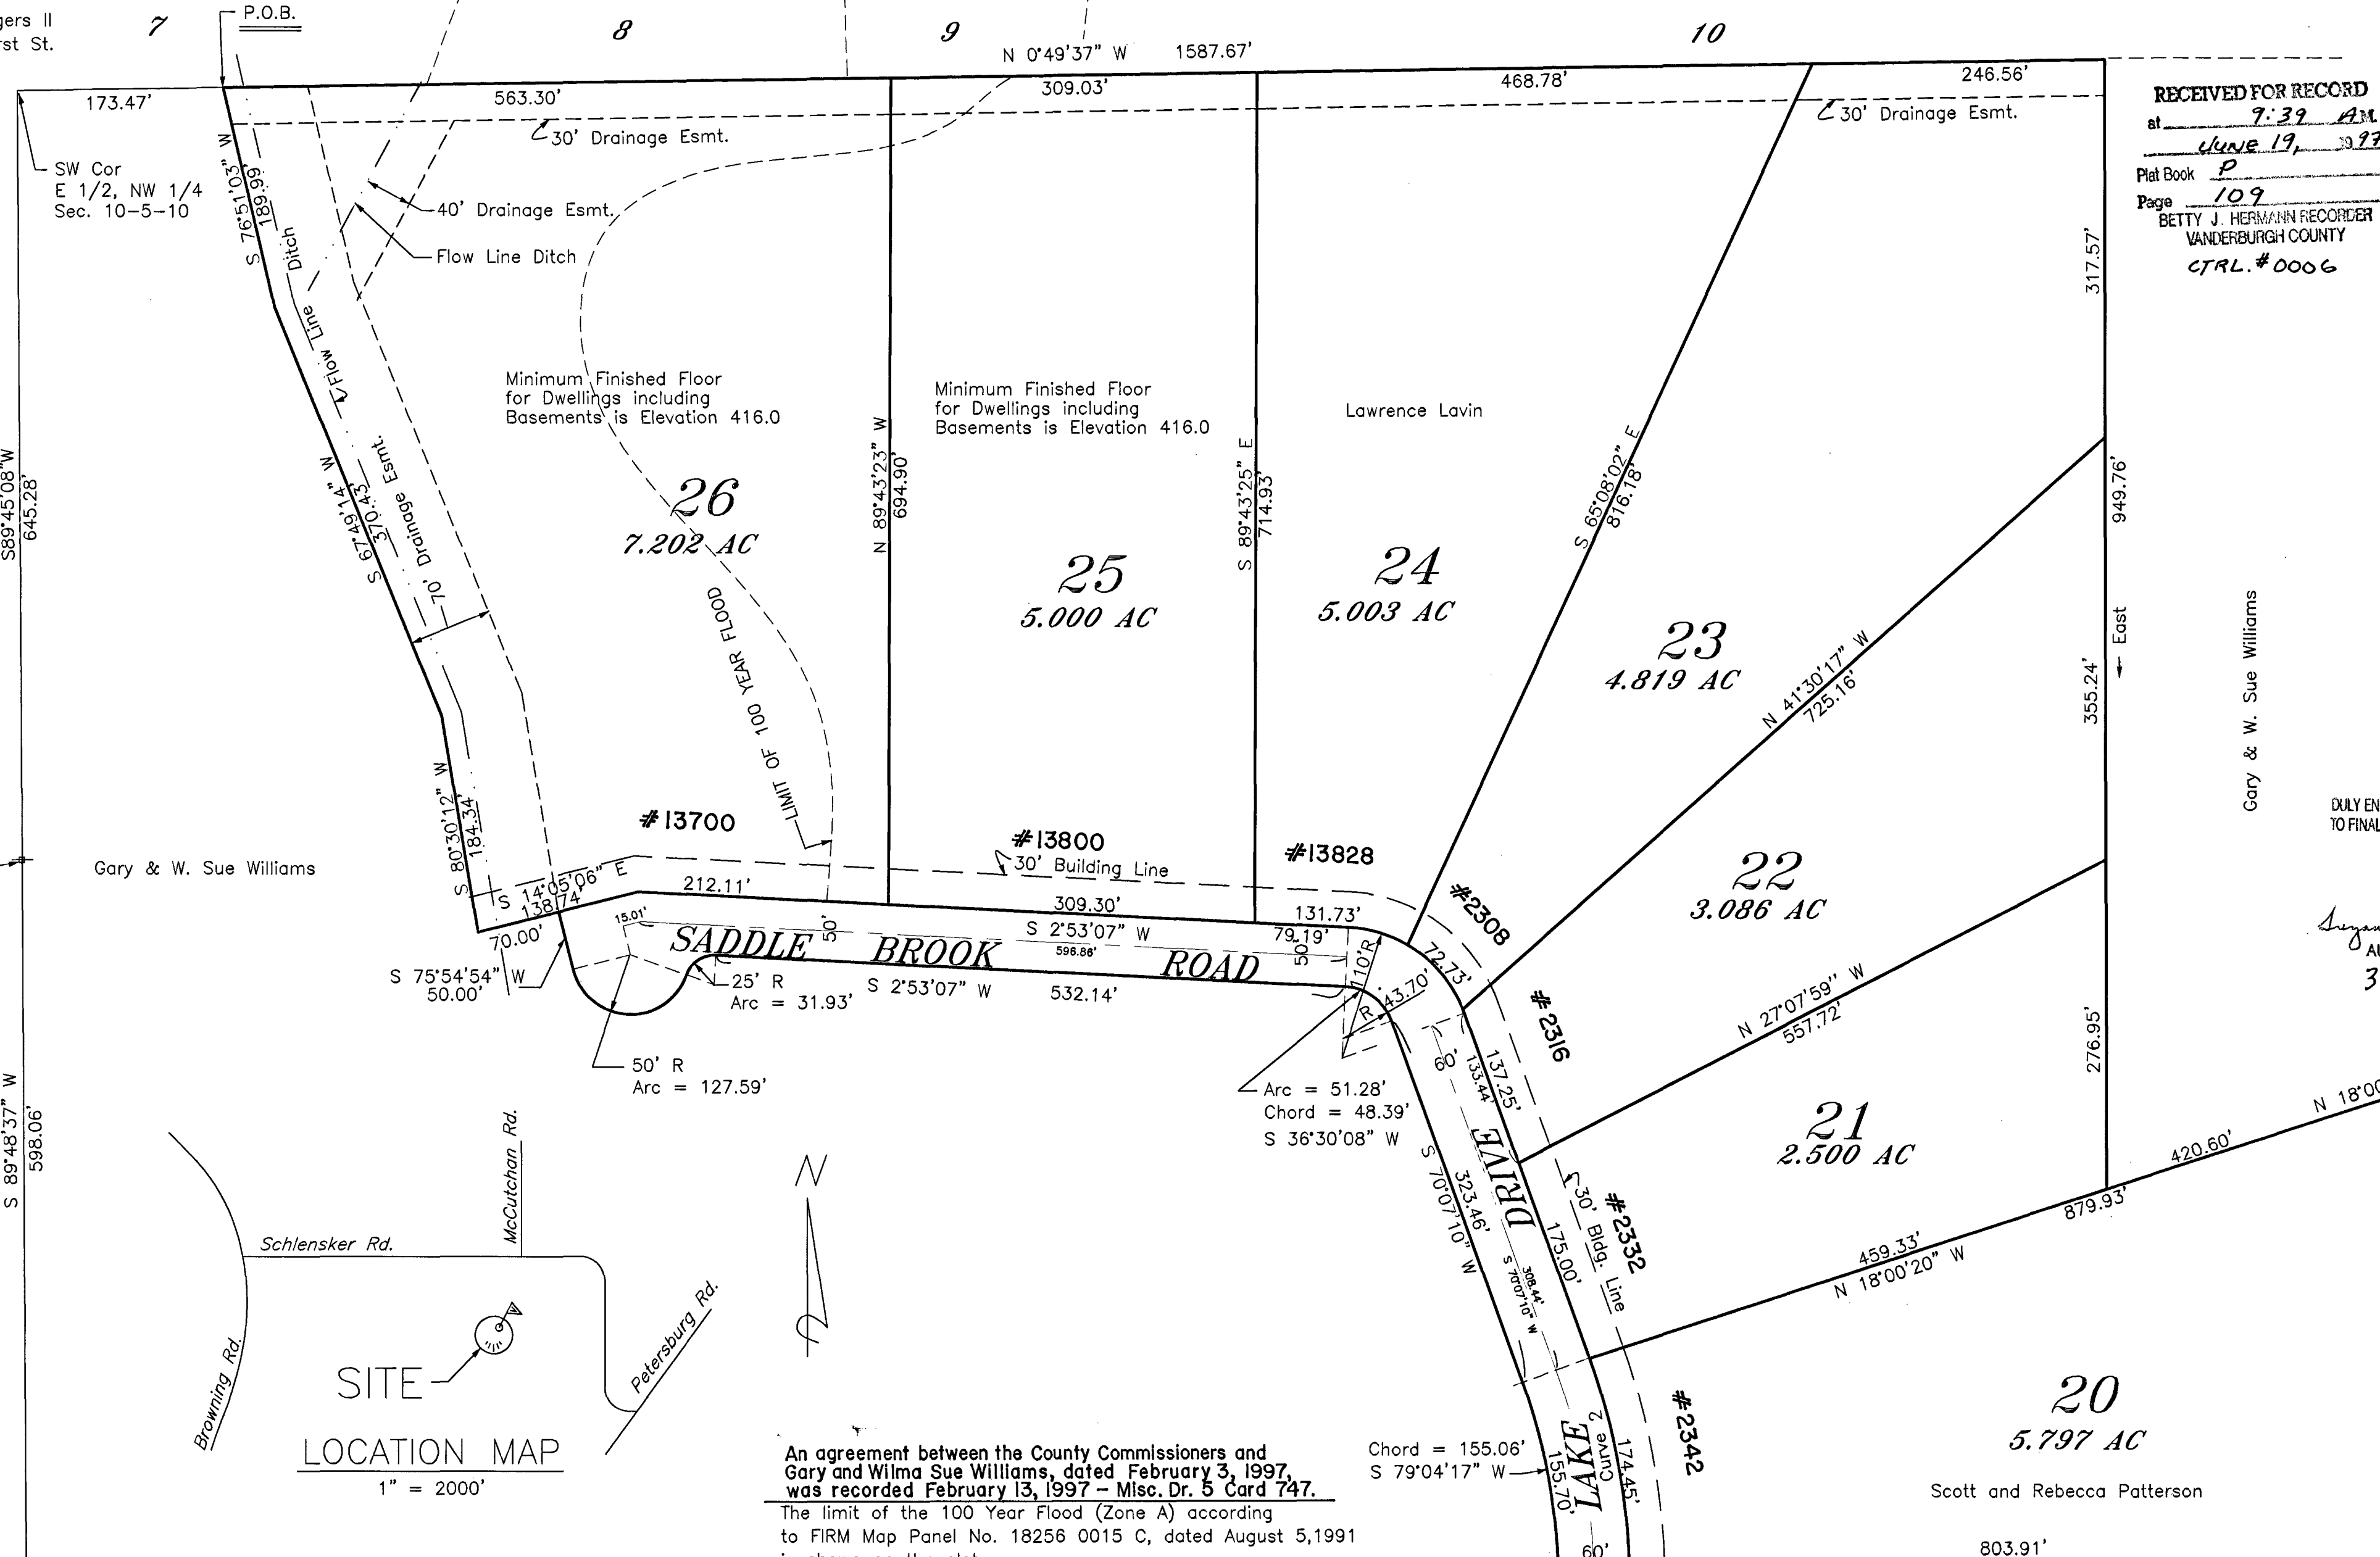 gers II
rst St.
7
P.O.B.
8
9
10
N 0°49'37" W 1587.67'
173.47'
563.30'
309.03'
468.78'
246.56'
30' Drainage Esmt.
30' Drainage Esmt.
RECEIVED FOR RECORD
at 9:39 AM
June 19, 1997
Plat Book P
Page 109
BETTY J. HERMANN RECORDER
VANDERBURGH COUNTY
CTRL.#0006
SW Cor
E 1/2, NW 1/4
Sec. 10-5-10
S 76°51'03" W
189.99'
Flow Line Ditch
40' Drainage Esmt.
Flow Line Ditch
317.57'
Minimum Finished Floor
for Dwellings including
Basements is Elevation 416.0
Minimum Finished Floor
for Dwellings including
Basements is Elevation 416.0
Lawrence Lavin
S89°45'08"W
645.28'
S 67°49'14" W
370.43'
70' Drainage Esmt.
26
7.202 AC
N 89°43'23" W
694.90'
25
5.000 AC
S 89°43'25" E
714.93'
24
5.003 AC
S 65°08'02" E
816.18'
23
4.819 AC
N 41°30'17" W
725.16'
949.76'
← East
355.24'
Gary & W. Sue Williams
LIMIT OF 100 YEAR FLOOD
S 80°30'12" W
184.34'
Gary & W. Sue Williams
#13700
#13800
30' Building Line
#13828
#2308
22
3.086 AC
DULY EN
TO FINAL
S 14°05'06" E
138.74'
212.11'
309.30'
131.73'
79.19'
70.00'
15.01'
50'
SADDLE BROOK ROAD
S 2°53'07" W
596.86'
50'
110'R
72.73'
43.70'
R
S 75°54'54" W
50.00'
25' R
Arc = 31.93'
S 2°53'07" W 532.14'
50' R
Arc = 127.59'
Arc = 51.28'
Chord = 48.39'
S 36°30'08" W
#2316
N 27°07'59" W
557.72'
276.95'
AU
3
60'
133.44'
137.25'
21
2.500 AC
N 18°00
420.60'
879.93'
459.33'
N 18°00'20" W
S 89°48'37" W
598.06'
S 70°07'10" W
323.46'
DRIVE
175.00'
30' Bldg. Line
#2332
308.44'
S 70°07'10" W
McCutchan Rd.
Schlensker Rd.
Browning Rd.
Petersburg Rd.
SITE
LOCATION MAP
1" = 2000'
N
An agreement between the County Commissioners and
Gary and Wilma Sue Williams, dated February 3, 1997,
was recorded February 13, 1997 – Misc. Dr. 5 Card 747.
The limit of the 100 Year Flood (Zone A) according
to FIRM Map Panel No. 18256 0015 C, dated August 5,1991
Chord = 155.06'
S 79°04'17" W
155.70'
LAKE
Curve 2
174.45'
60'
#2342
20
5.797 AC
Scott and Rebecca Patterson
803.91'